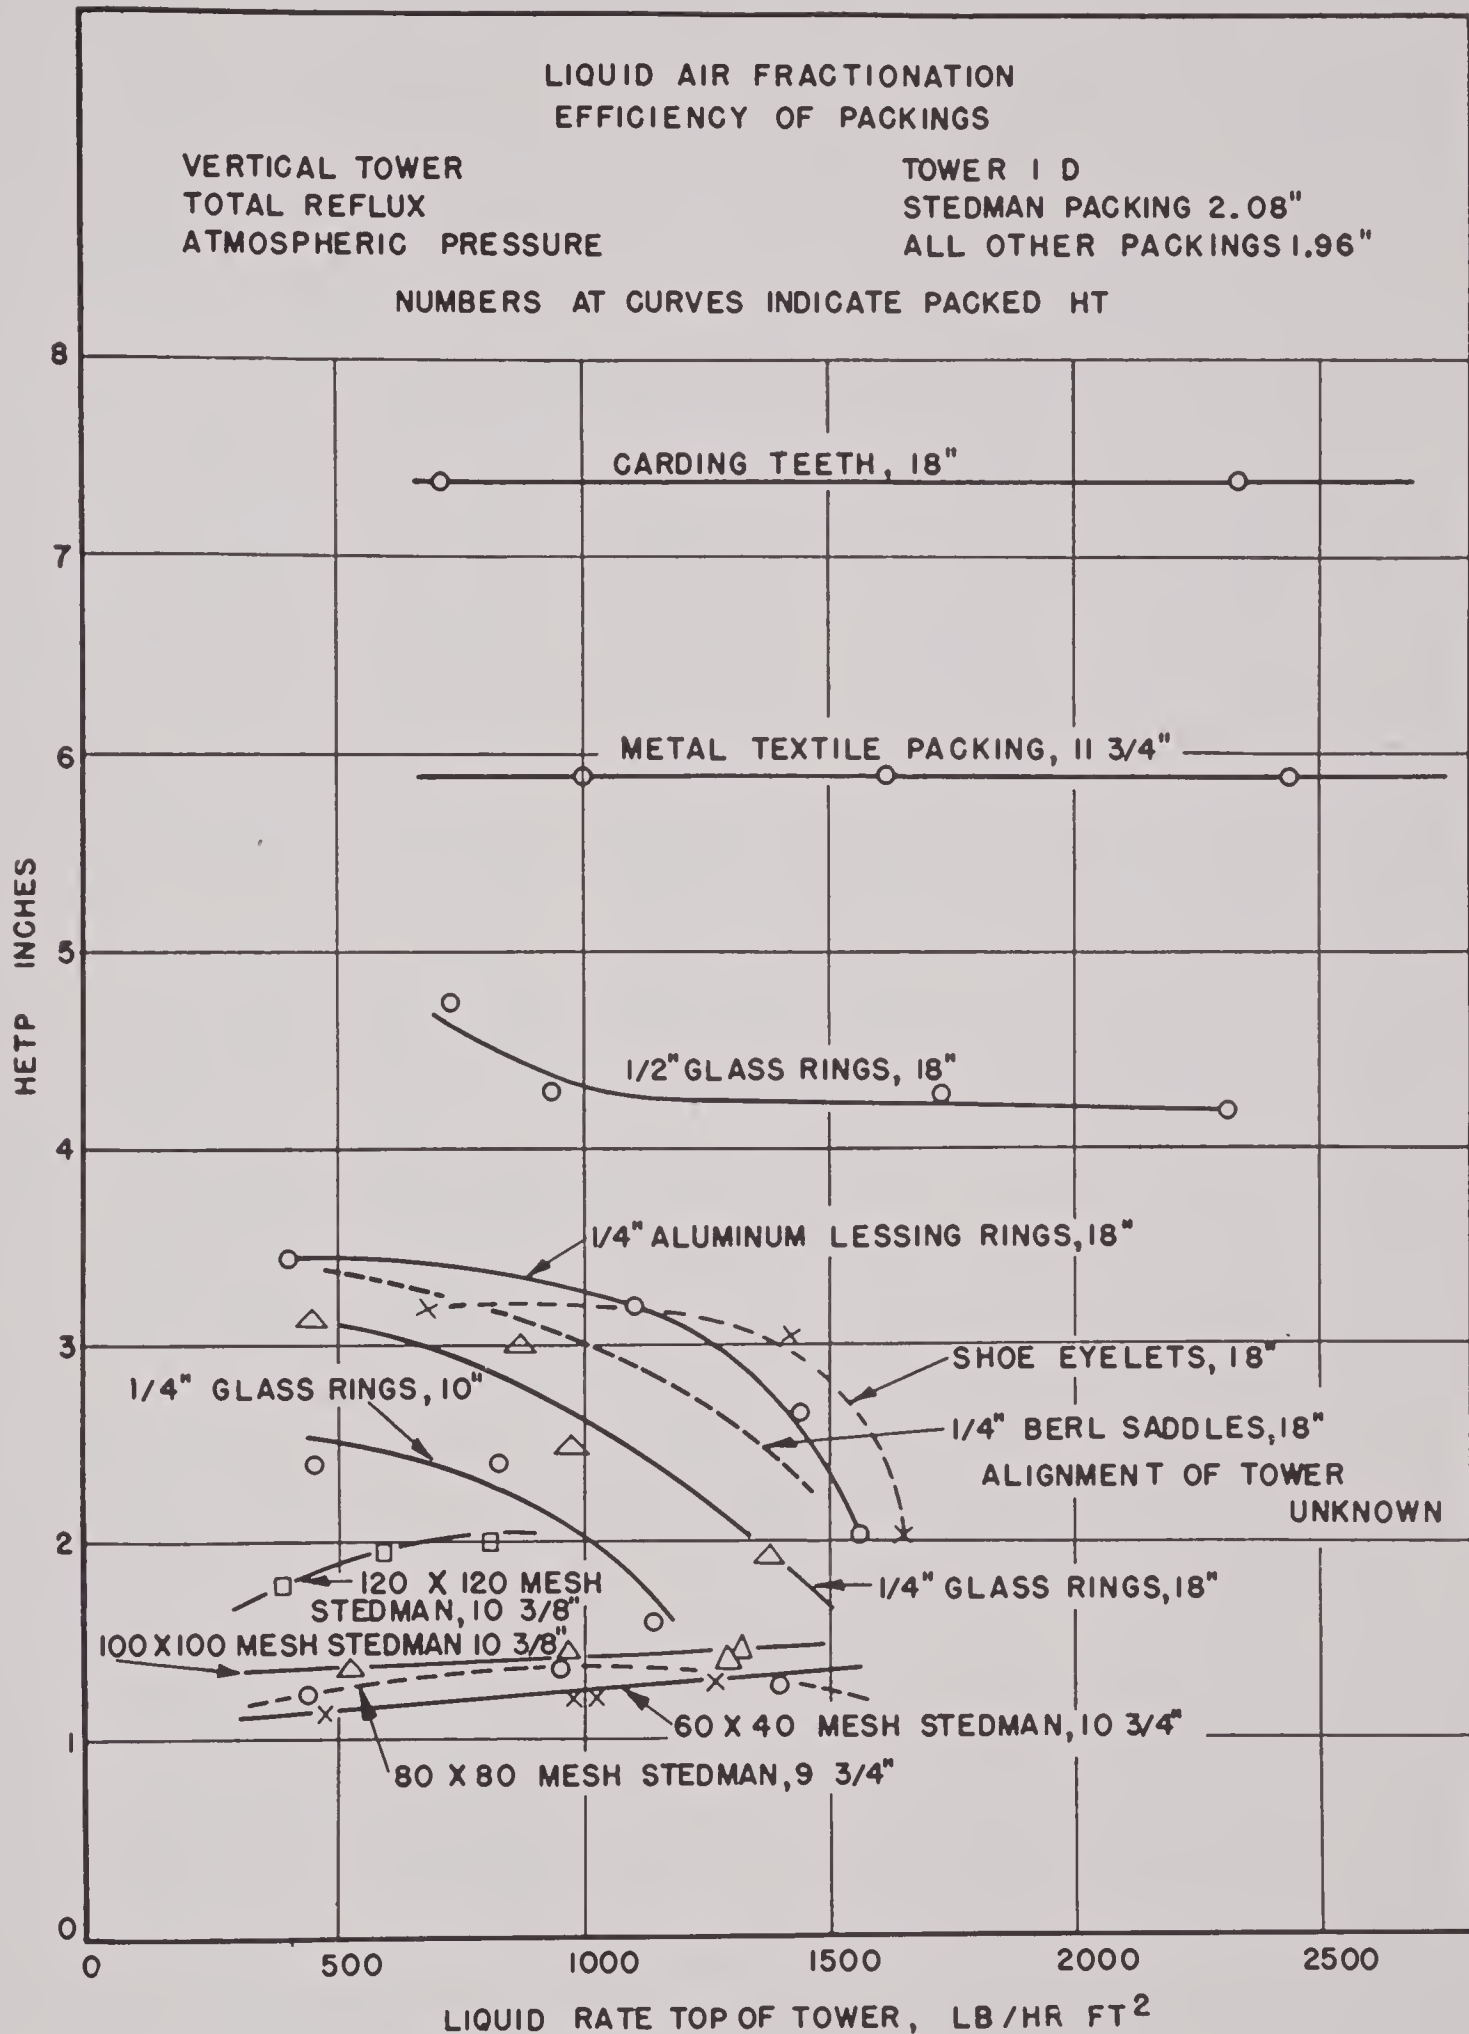 LIQUID AIR FRACTIONATION
EFFICIENCY OF PACKINGS
VERTICAL TOWER
TOTAL REFLUX
ATMOSPHERIC PRESSURE
TOWER I D
STEDMAN PACKING 2.08"
ALL OTHER PACKINGS 1.96"
NUMBERS AT CURVES INDICATE PACKED HT
8
7
6
5
4
3
2
1
0
HETP INCHES
CARDING TEETH, 18"
METAL TEXTILE PACKING, 11 3/4"
1/2" GLASS RINGS, 18"
1/4" ALUMINUM LESSING RINGS, 18"
SHOE EYELETS, 18"
1/4" GLASS RINGS, 10"
1/4" BERL SADDLES, 18"
ALIGNMENT OF TOWER
UNKNOWN
120 X 120 MESH
STEDMAN, 10 3/8"
1/4" GLASS RINGS, 18"
100 X 100 MESH STEDMAN 10 3/8"
60 X 40 MESH STEDMAN, 10 3/4"
80 X 80 MESH STEDMAN, 9 3/4"
0 500 1000 1500 2000 2500
LIQUID RATE TOP OF TOWER, LB/HR FT²